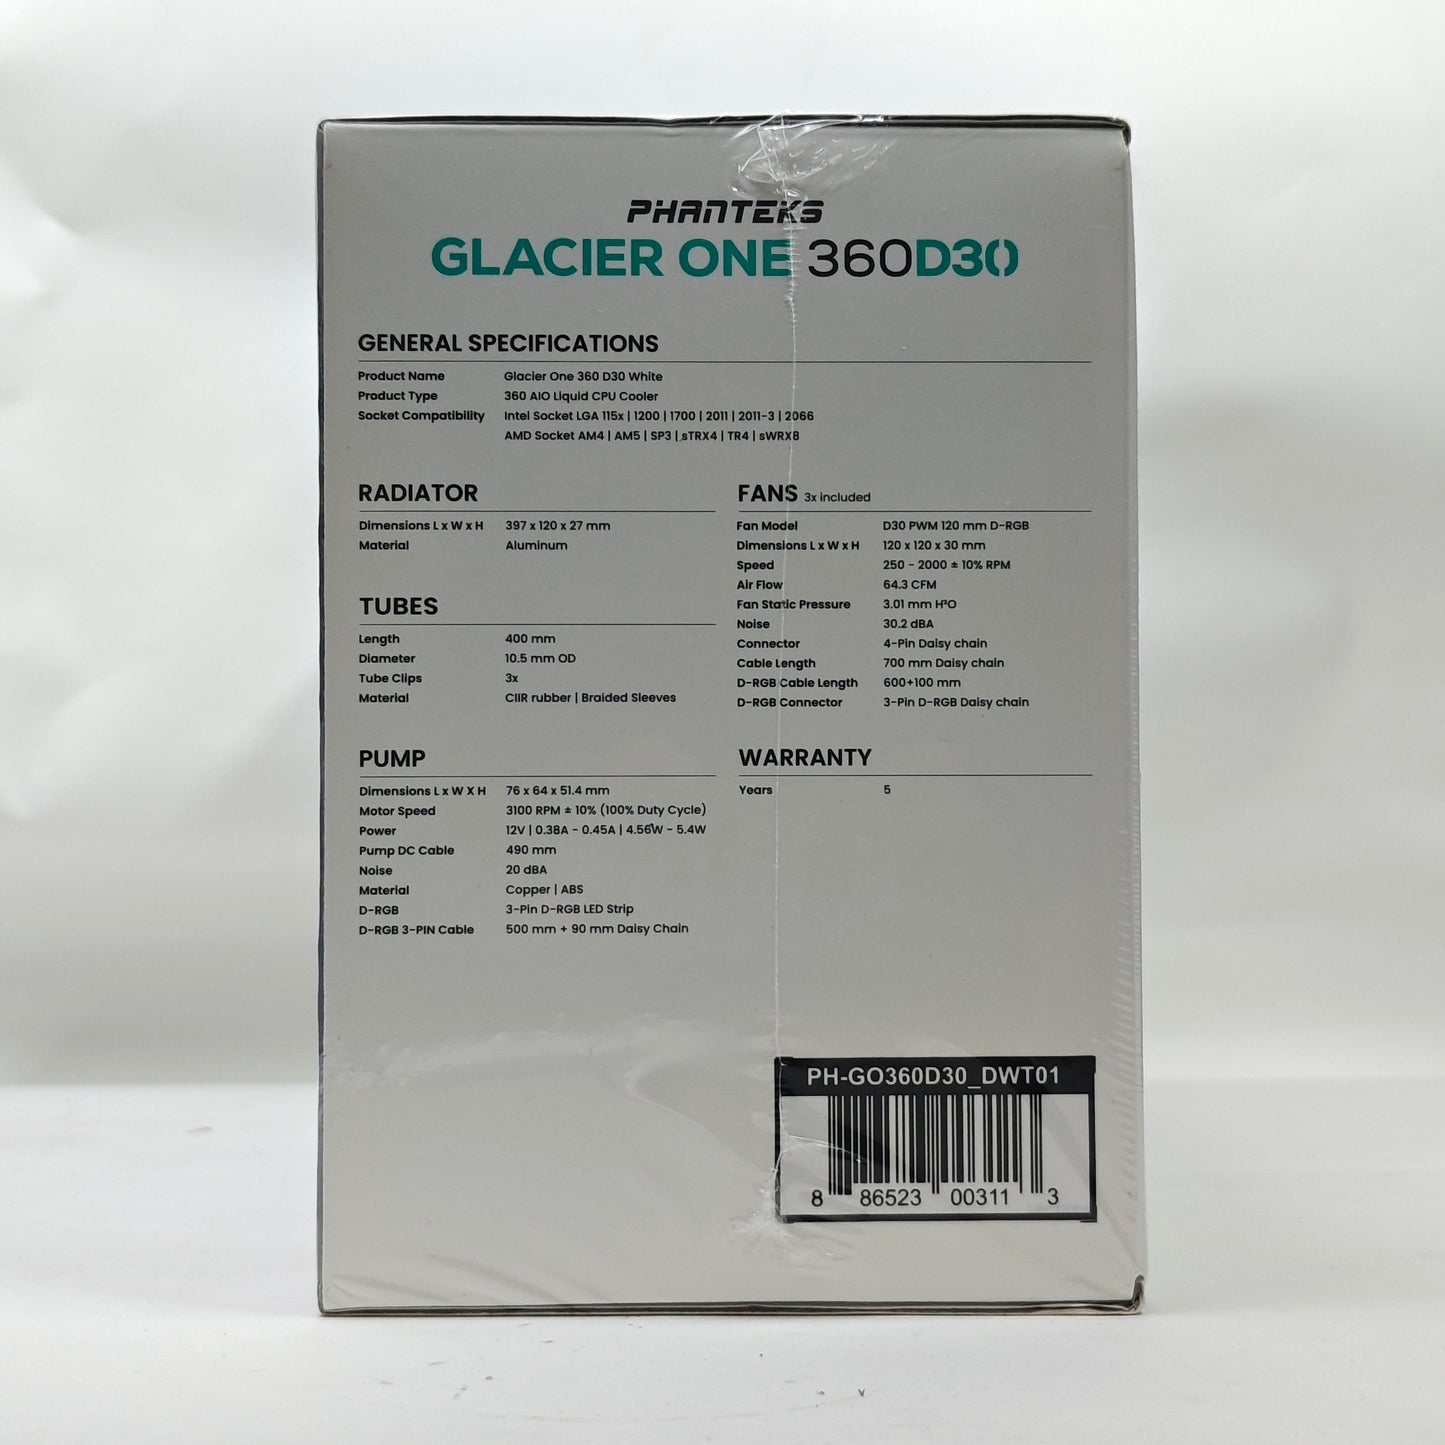 PHANTEKS
GLACIER ONE 360D30
GENERAL SPECIFICATIONS
Product Name Glacier One 360 D30 White
Product Type 360 AIO Liquid CPU Cooler
Socket Compatibility Intel Socket LGA 115x | 1200 | 1700 | 2011 | 2011-3 | 2066
AMD Socket AM4 | AM5 | SP3 | sTRX4 | TR4 | sWRX8
RADIATOR
Dimensions L x W x H 397 x 120 x 27 mm
Material Aluminum
TUBES
Length 400 mm
Diameter 10.5 mm OD
Tube Clips 3x
Material CIIR rubber | Braided Sleeves
PUMP
Dimensions L x W X H 76 x 64 x 51.4 mm
Motor Speed 3100 RPM ± 10% (100% Duty Cycle)
Power 12V | 0.38A - 0.45A | 4.56W - 5.4W
Pump DC Cable 490 mm
Noise 20 dBA
Material Copper | ABS
D-RGB 3-Pin D-RGB LED Strip
D-RGB 3-PIN Cable 500 mm + 90 mm Daisy Chain
FANS 3x included
Fan Model D30 PWM 120 mm D-RGB
Dimensions L x W x H 120 x 120 x 30 mm
Speed 250 - 2000 ± 10% RPM
Air Flow 64.3 CFM
Fan Static Pressure 3.01 mm H²O
Noise 30.2 dBA
Connector 4-Pin Daisy chain
Cable Length 700 mm Daisy chain
D-RGB Cable Length 600+100 mm
D-RGB Connector 3-Pin D-RGB Daisy chain
WARRANTY
Years 5
PH-GO360D30_DWT01
8 86523 00311 3